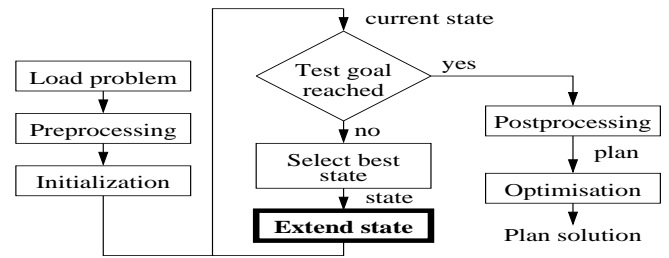 Load problem
Preprocessing
Initialization
current state
Test goal
reached
yes
no
Select best
state
state
Extend state
Postprocessing
plan
Optimisation
Plan solution